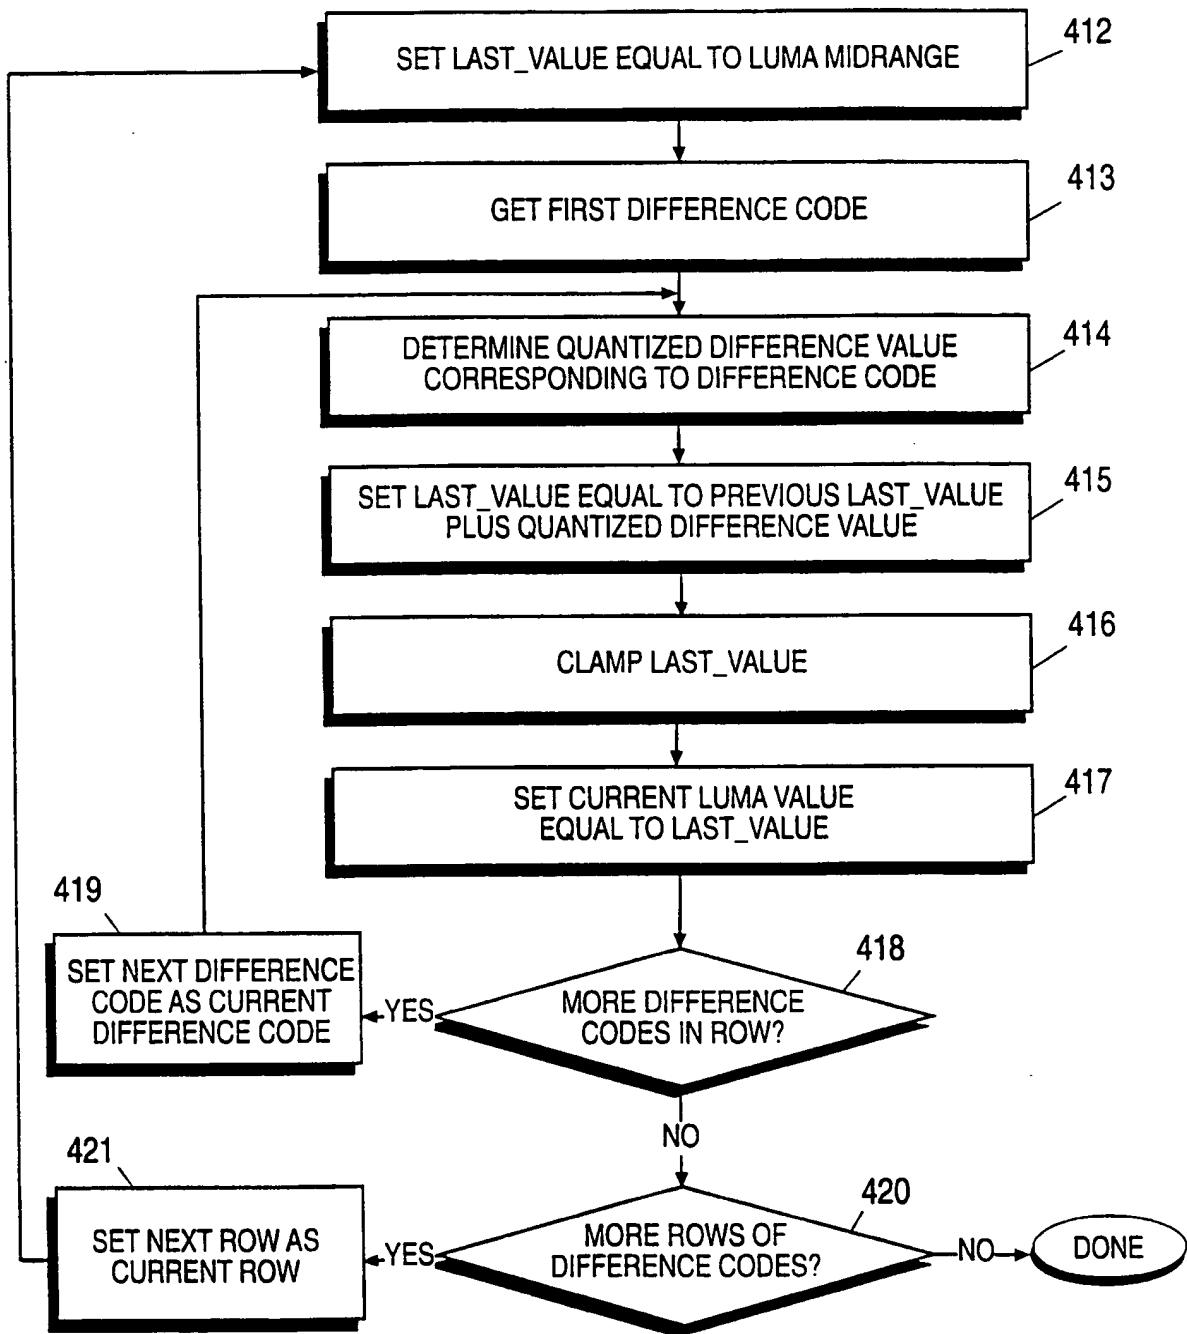 412
SET LAST_VALUE EQUAL TO LUMA MIDRANGE
413
GET FIRST DIFFERENCE CODE
414
DETERMINE QUANTIZED DIFFERENCE VALUE
CORRESPONDING TO DIFFERENCE CODE
415
SET LAST_VALUE EQUAL TO PREVIOUS LAST_VALUE
PLUS QUANTIZED DIFFERENCE VALUE
416
CLAMP LAST_VALUE
417
SET CURRENT LUMA VALUE
EQUAL TO LAST_VALUE
418
MORE DIFFERENCE
CODES IN ROW?
YES
419
SET NEXT DIFFERENCE
CODE AS CURRENT
DIFFERENCE CODE
NO
420
MORE ROWS OF
DIFFERENCE CODES?
YES
421
SET NEXT ROW AS
CURRENT ROW
NO
DONE